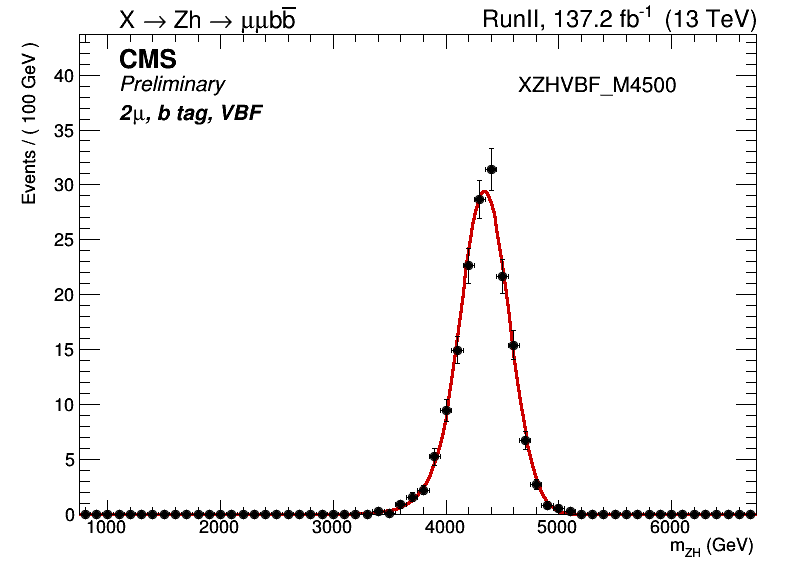 X → Zh → μμbb̅ RunII, 137.2 fb⁻¹ (13 TeV)
CMS
Preliminary
XZHVBF_M4500
2μ, b tag, VBF
Events / ( 100 GeV )
40
35
30
25
20
15
10
5
0
1000 2000 3000 4000 5000 6000
m_ZH (GeV)